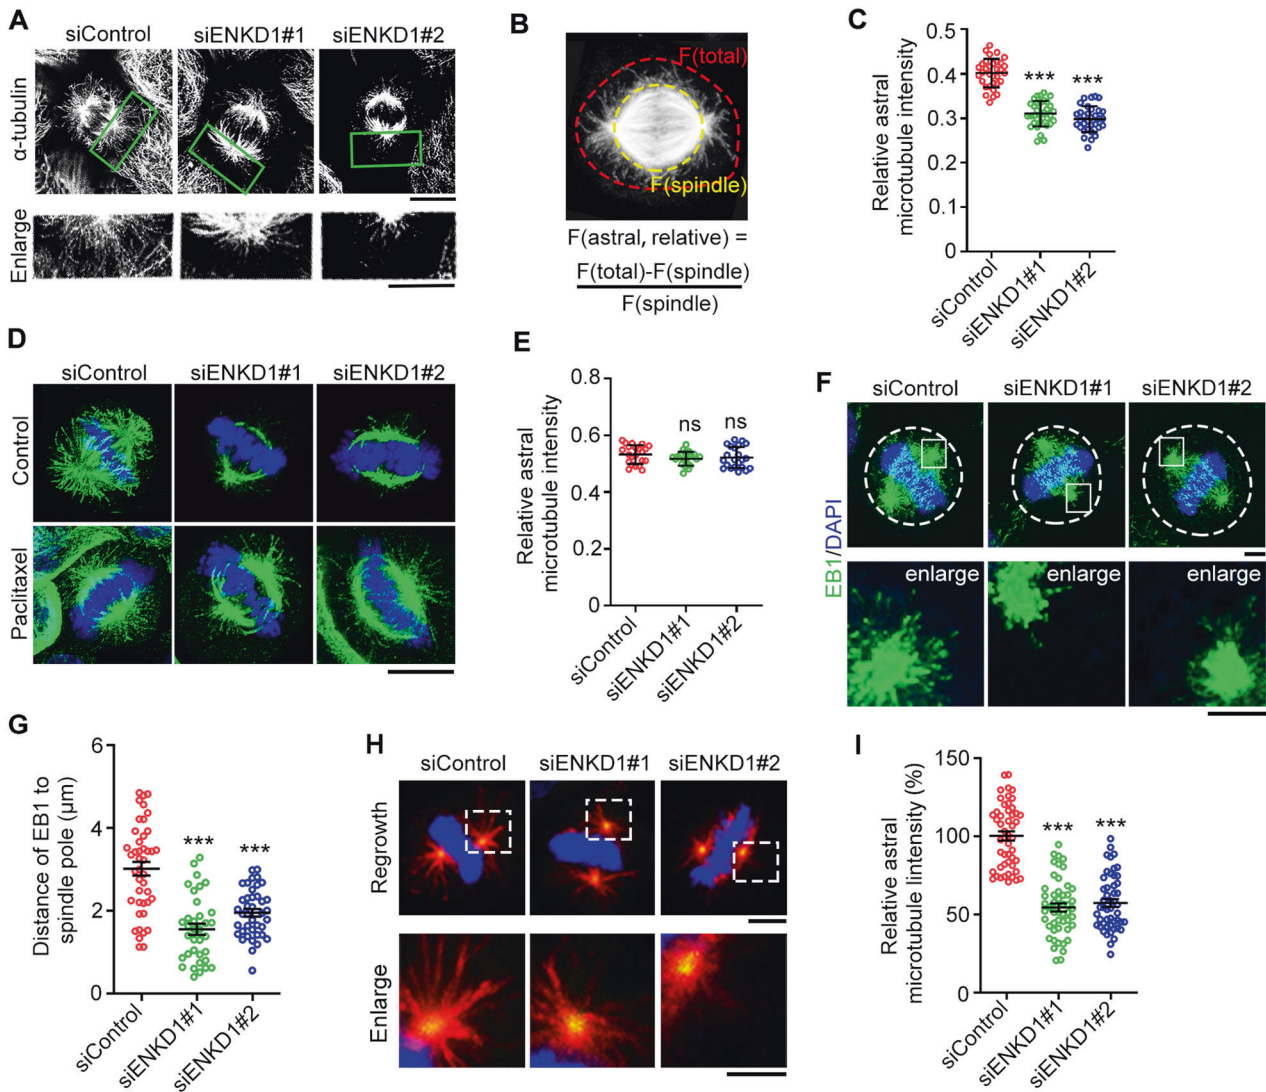 A
siControl siENKD1#1 siENKD1#2
α-tubulin
Enlarge
B
F(total)
F(spindle)
F(astral, relative) =
F(total)-F(spindle)
F(spindle)
C
Relative astral
microtubule intensity
0.5
0.4
0.3
0.2
0.1
0
*** ***
siControl
siENKD1#1
siENKD1#2
D
siControl siENKD1#1 siENKD1#2
Control
Paclitaxel
E
Relative astral
microtubule intensity
0.8
0.6
0.4
0.2
0
ns ns
siControl
siENKD1#1
siENKD1#2
F
siControl siENKD1#1 siENKD1#2
EB1/DAPI
enlarge enlarge enlarge
G
Distance of EB1 to
spindle pole (μm)
6
4
2
0
*** ***
siControl
siENKD1#1
siENKD1#2
H
siControl siENKD1#1 siENKD1#2
Regrowth
Enlarge
I
Relative astral
microtubule lintensity (%)
150
100
50
0
*** ***
siControl
siENKD1#1
siENKD1#2